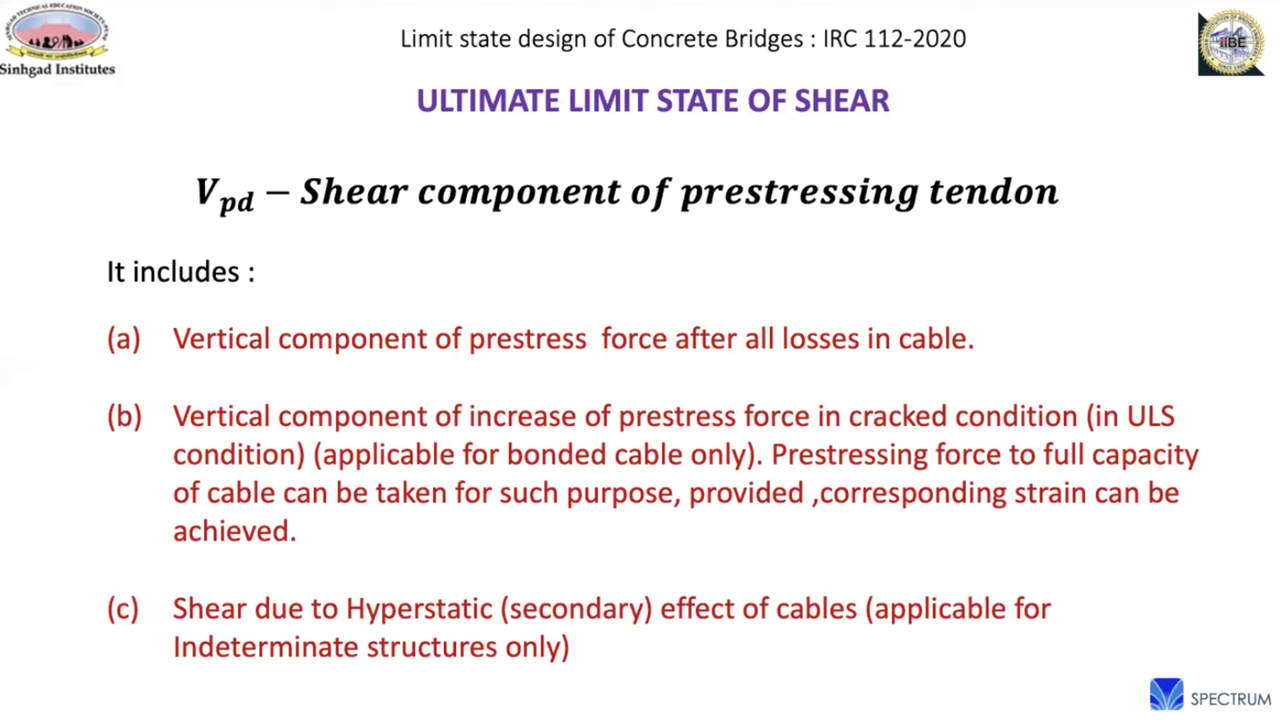 Sinhgad Institutes
Limit state design of Concrete Bridges : IRC 112-2020
IIBE
ULTIMATE LIMIT STATE OF SHEAR
V_pd − Shear component of prestressing tendon
It includes :
(a) Vertical component of prestress force after all losses in cable.
(b) Vertical component of increase of prestress force in cracked condition (in ULS
condition) (applicable for bonded cable only). Prestressing force to full capacity
of cable can be taken for such purpose, provided ,corresponding strain can be
achieved.
(c) Shear due to Hyperstatic (secondary) effect of cables (applicable for
Indeterminate structures only)
SPECTRUM